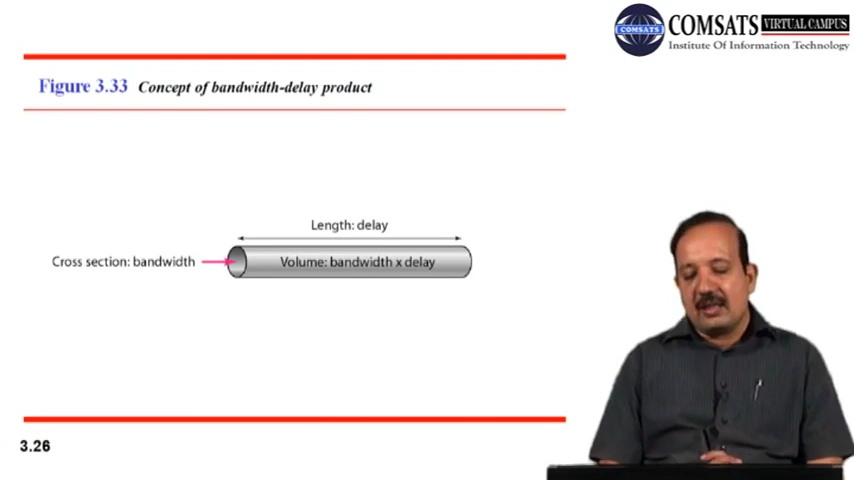 COMSATS VIRTUAL CAMPUS
COMSATS
Institute Of Information Technology
Figure 3.33 Concept of bandwidth-delay product
Length: delay
Cross section: bandwidth
Volume: bandwidth x delay
3.26